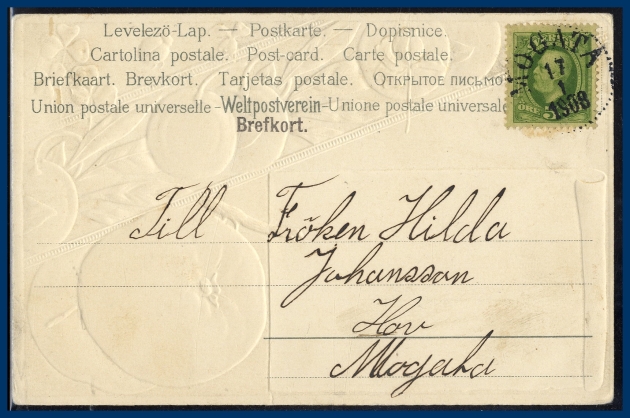 Levelezö-Lap. — Postkarte. — Dopisnice.
Cartolina postale. Post-card. Carte postale.
Briefkaart. Brevkort. Tarjetas postale. Открытое письмо
Union postale universelle - Weltpostverein - Unione postale universale
Brefkort.
MOGATA
17
1
1908
ÖRE
Till Fröken Hilda
Johansson
Hov
Mogata